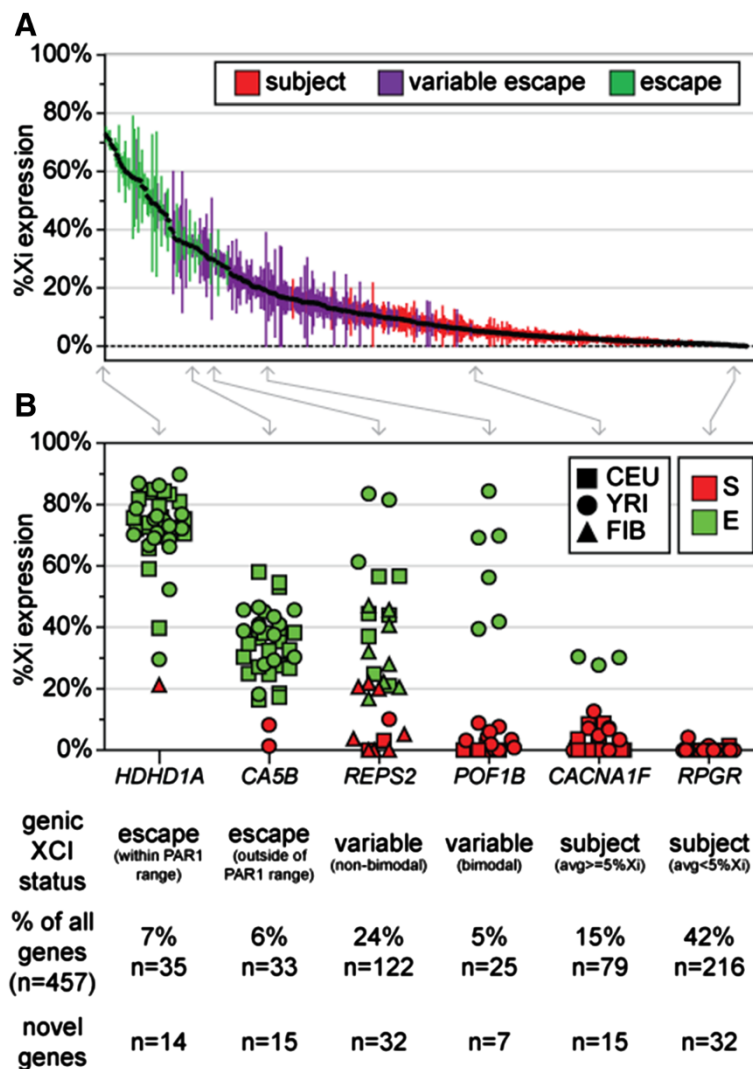 A
100%
80%
60%
40%
20%
0%
%Xi expression
subject variable escape escape
B
100%
80%
60%
40%
20%
0%
%Xi expression
CEU
YRI
FIB
S
E
HDHD1A CA5B REPS2 POF1B CACNA1F RPGR
genic XCI status
escape (within PAR1 range)
escape (outside of PAR1 range)
variable (non-bimodal)
variable (bimodal)
subject (avg>=5%Xi)
subject (avg<5%Xi)
% of all genes (n=457)
7% 6% 24% 5% 15% 42%
n=35 n=33 n=122 n=25 n=79 n=216
novel genes
n=14 n=15 n=32 n=7 n=15 n=32